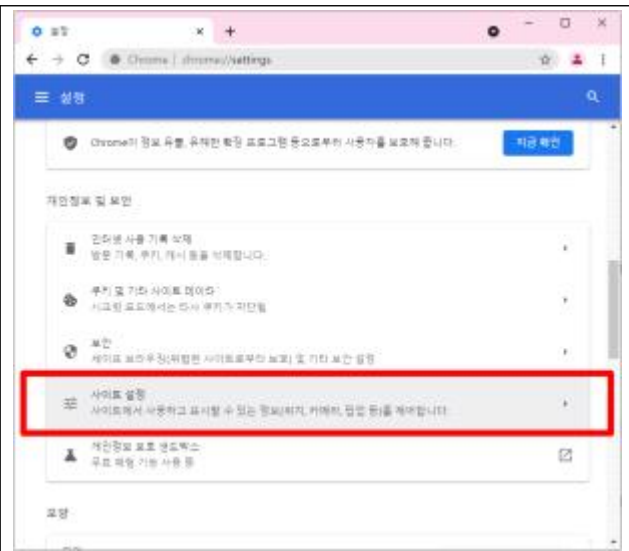 설정
Chrome | chrome://settings
설정
Chrome이 정보 유출, 유해한 확장 프로그램 등으로부터 사용자를 보호해 줍니다.
지금 확인
개인정보 및 보안
인터넷 사용 기록 삭제
방문 기록, 쿠키, 캐시 등을 삭제합니다.
쿠키 및 기타 사이트 데이터
시크릿 모드에서는 타사 쿠키가 차단됨
보안
세이프 브라우징(위험한 사이트로부터 보호) 및 기타 보안 설정
사이트 설정
사이트에서 사용하고 표시할 수 있는 정보(위치, 카메라, 팝업 등)를 제어합니다.
개인정보 보호 샌드박스
무료 체험 기능 사용 중
모양